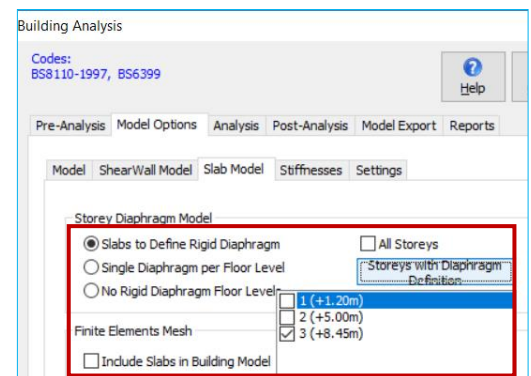 Building Analysis
Codes:
BS8110-1997, BS6399
Help
Pre-Analysis Model Options Analysis Post-Analysis Model Export Reports
Model ShearWall Model Slab Model Stiffnesses Settings
Storey Diaphragm Model
Slabs to Define Rigid Diaphragm All Storeys
Single Diaphragm per Floor Level Storeys with Diaphragm
Definition
No Rigid Diaphragm Floor Levels
1 (+1.20m)
2 (+5.00m)
Finite Elements Mesh 3 (+8.45m)
Include Slabs in Building Model